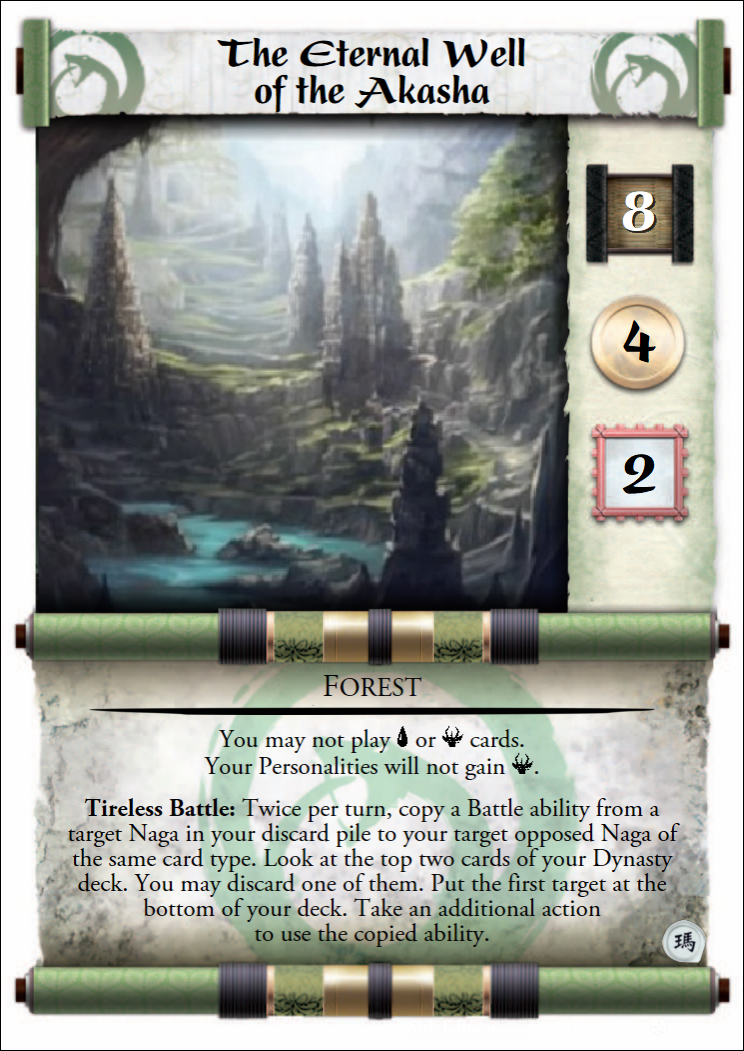 The Eternal Well
of the Akasha
8
4
2
Forest
You may not play or cards.
Your Personalities will not gain .
Tireless Battle: Twice per turn, copy a Battle ability from a
target Naga in your discard pile to your target opposed Naga of
the same card type. Look at the top two cards of your Dynasty
deck. You may discard one of them. Put the first target at the
bottom of your deck. Take an additional action
to use the copied ability.
瑪